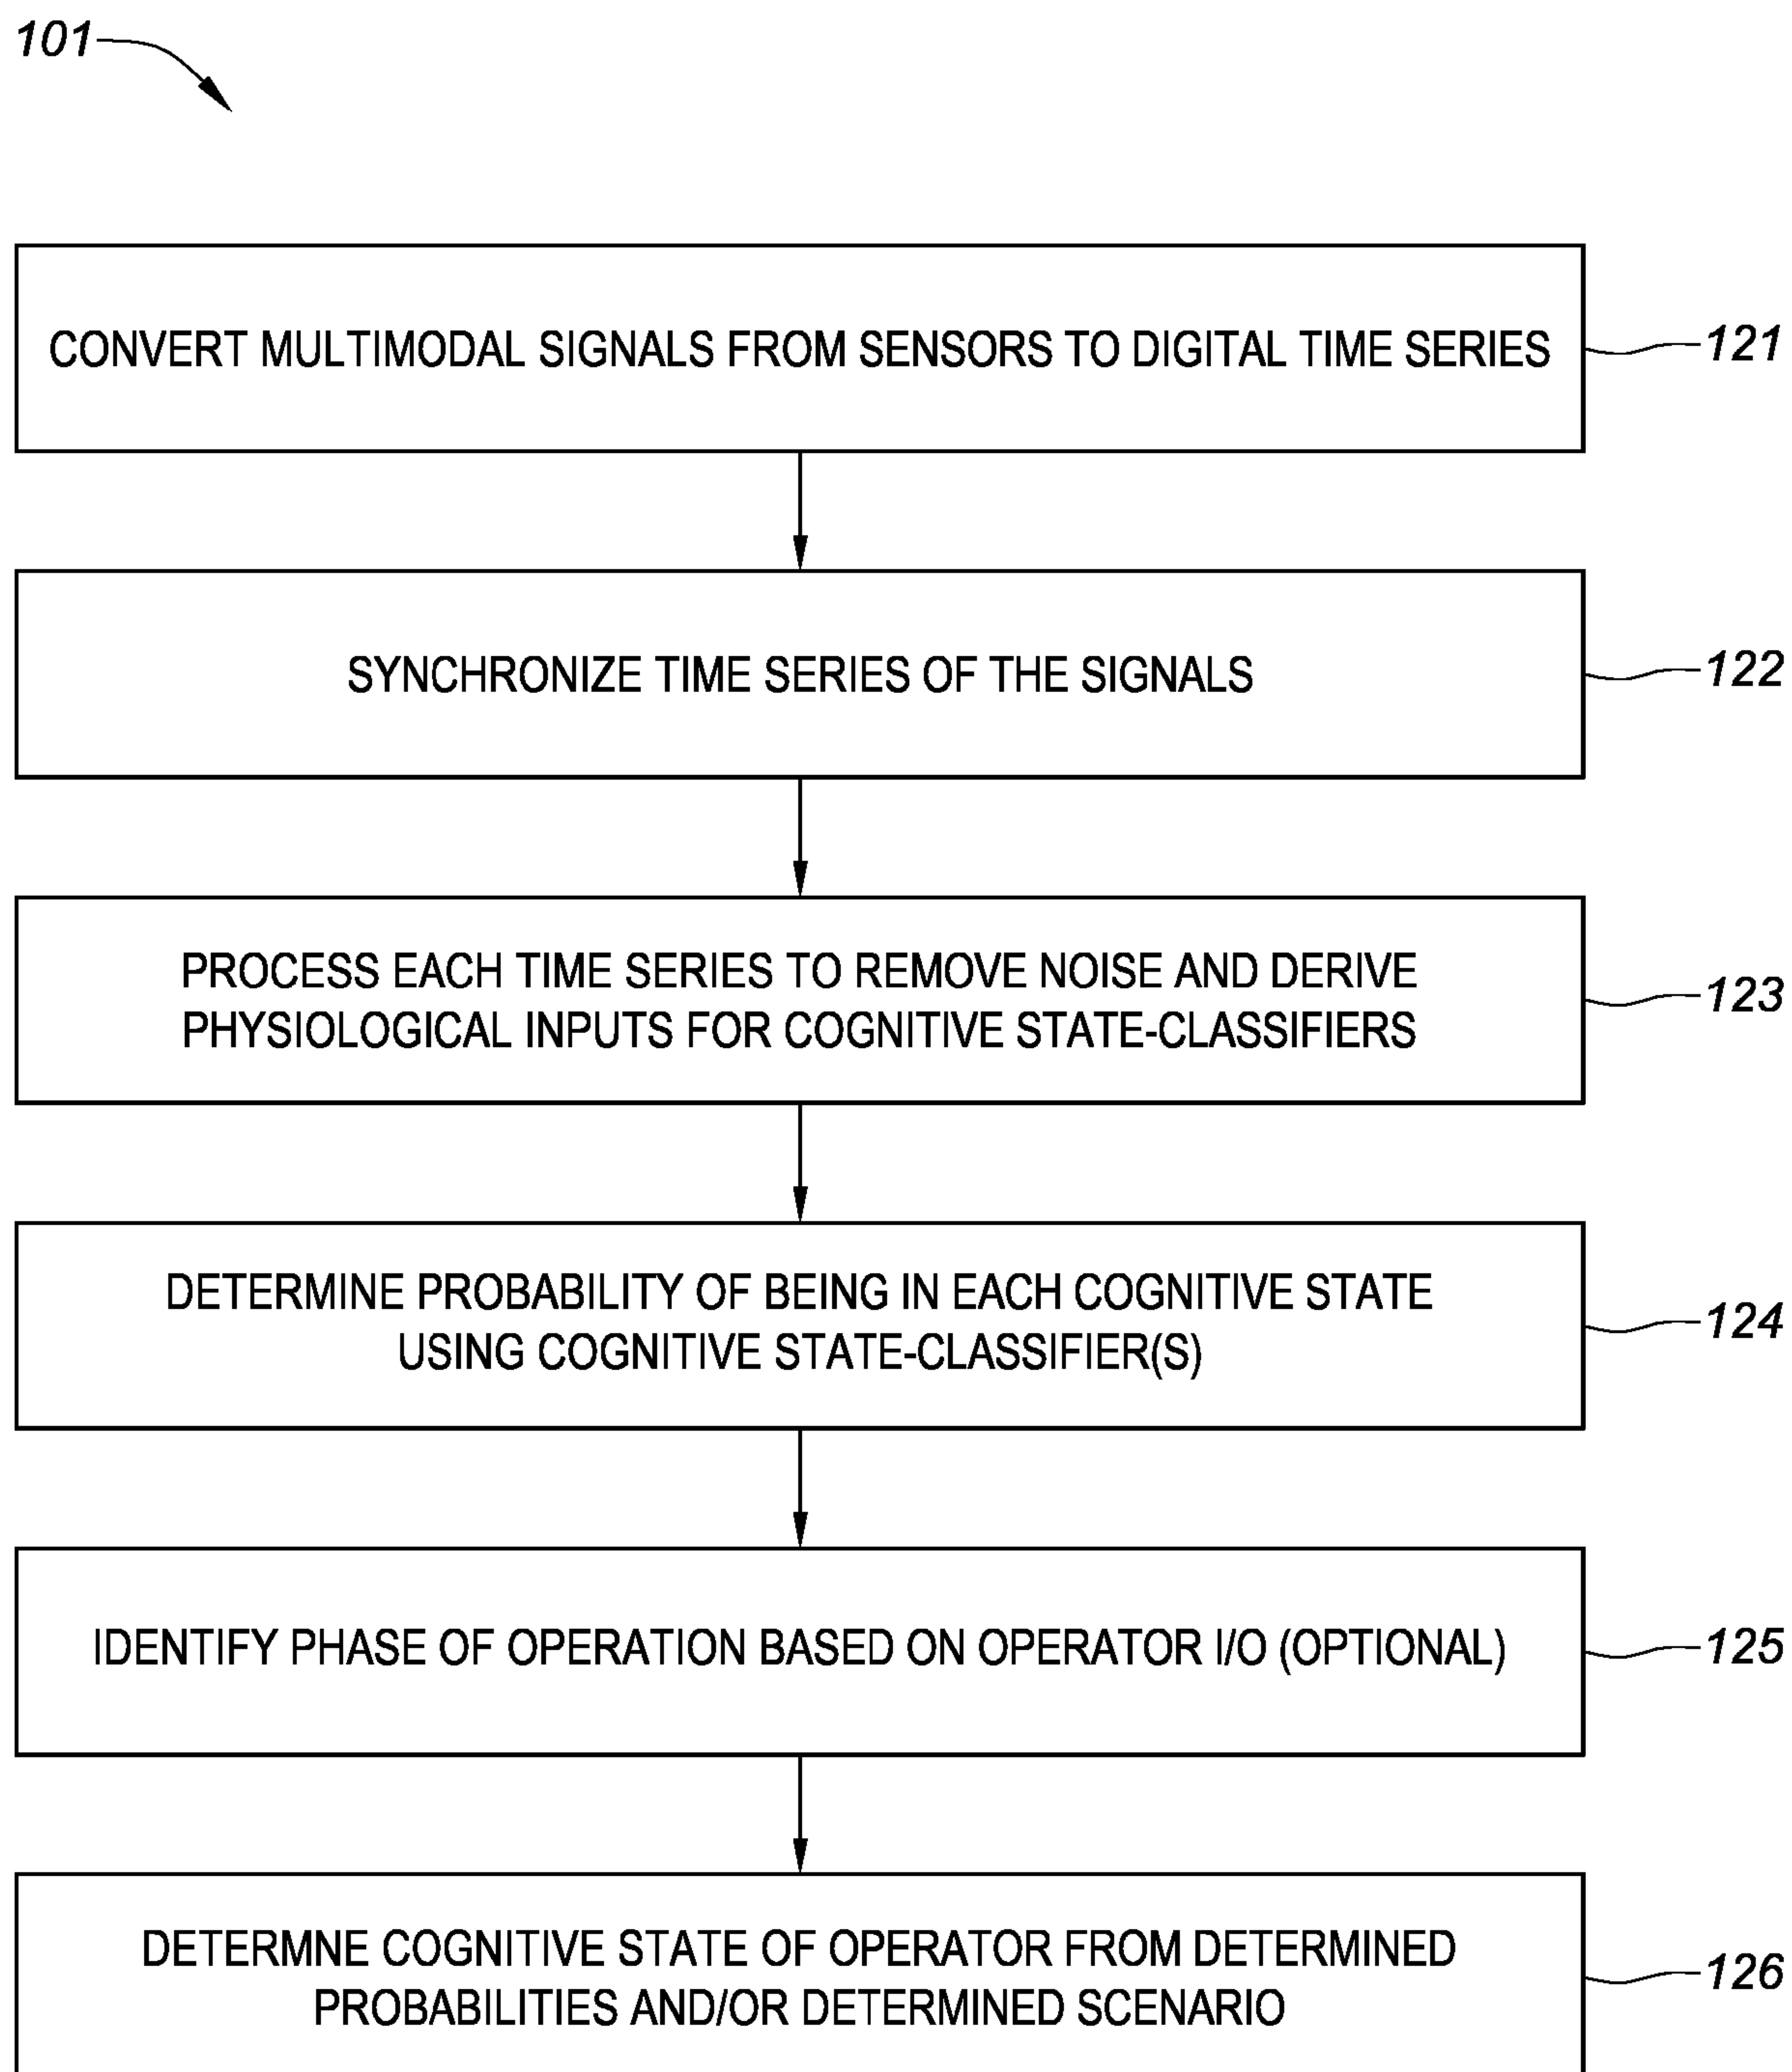 101
CONVERT MULTIMODAL SIGNALS FROM SENSORS TO DIGITAL TIME SERIES
121
SYNCHRONIZE TIME SERIES OF THE SIGNALS
122
PROCESS EACH TIME SERIES TO REMOVE NOISE AND DERIVE
PHYSIOLOGICAL INPUTS FOR COGNITIVE STATE-CLASSIFIERS
123
DETERMINE PROBABILITY OF BEING IN EACH COGNITIVE STATE
USING COGNITIVE STATE-CLASSIFIER(S)
124
IDENTIFY PHASE OF OPERATION BASED ON OPERATOR I/O (OPTIONAL)
125
DETERMNE COGNITIVE STATE OF OPERATOR FROM DETERMINED
PROBABILITIES AND/OR DETERMINED SCENARIO
126